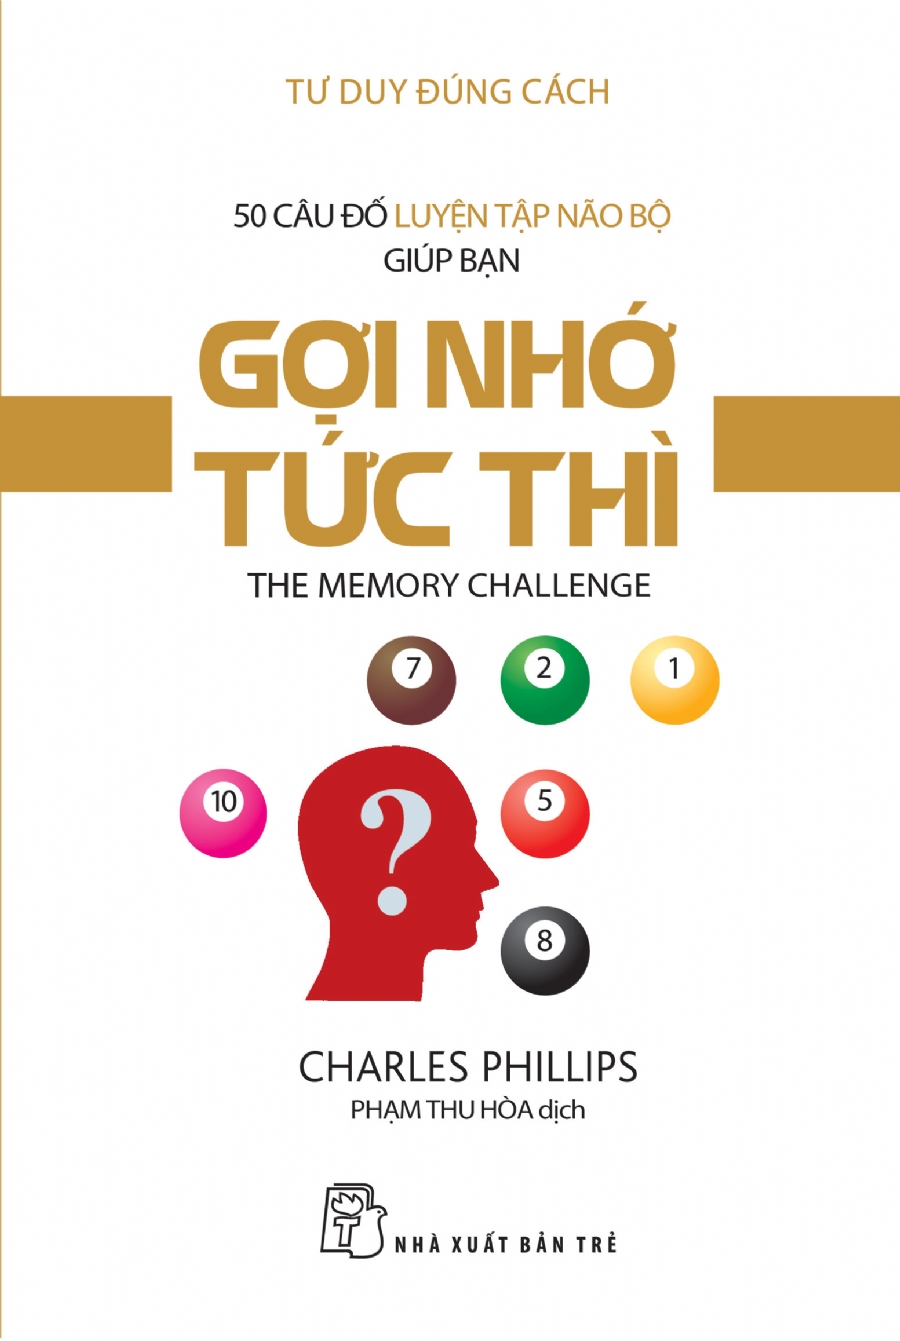 TƯ DUY ĐÚNG CÁCH
50 CÂU ĐỐ LUYỆN TẬP NÃO BỘ
GIÚP BẠN
GỢI NHỚ
TỨC THÌ
THE MEMORY CHALLENGE
7 2 1
10 ? 5
8
CHARLES PHILLIPS
PHẠM THU HÒA dịch
T
NHÀ XUẤT BẢN TRẺ